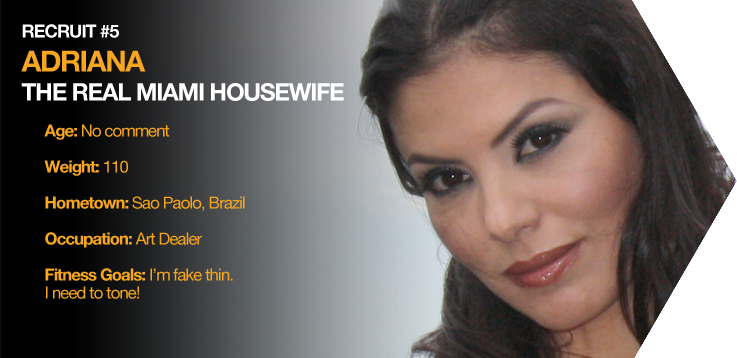 RECRUIT #5
ADRIANA
THE REAL MIAMI HOUSEWIFE
Age: No comment
Weight: 110
Hometown: Sao Paolo, Brazil
Occupation: Art Dealer
Fitness Goals: I'm fake thin.
I need to tone!